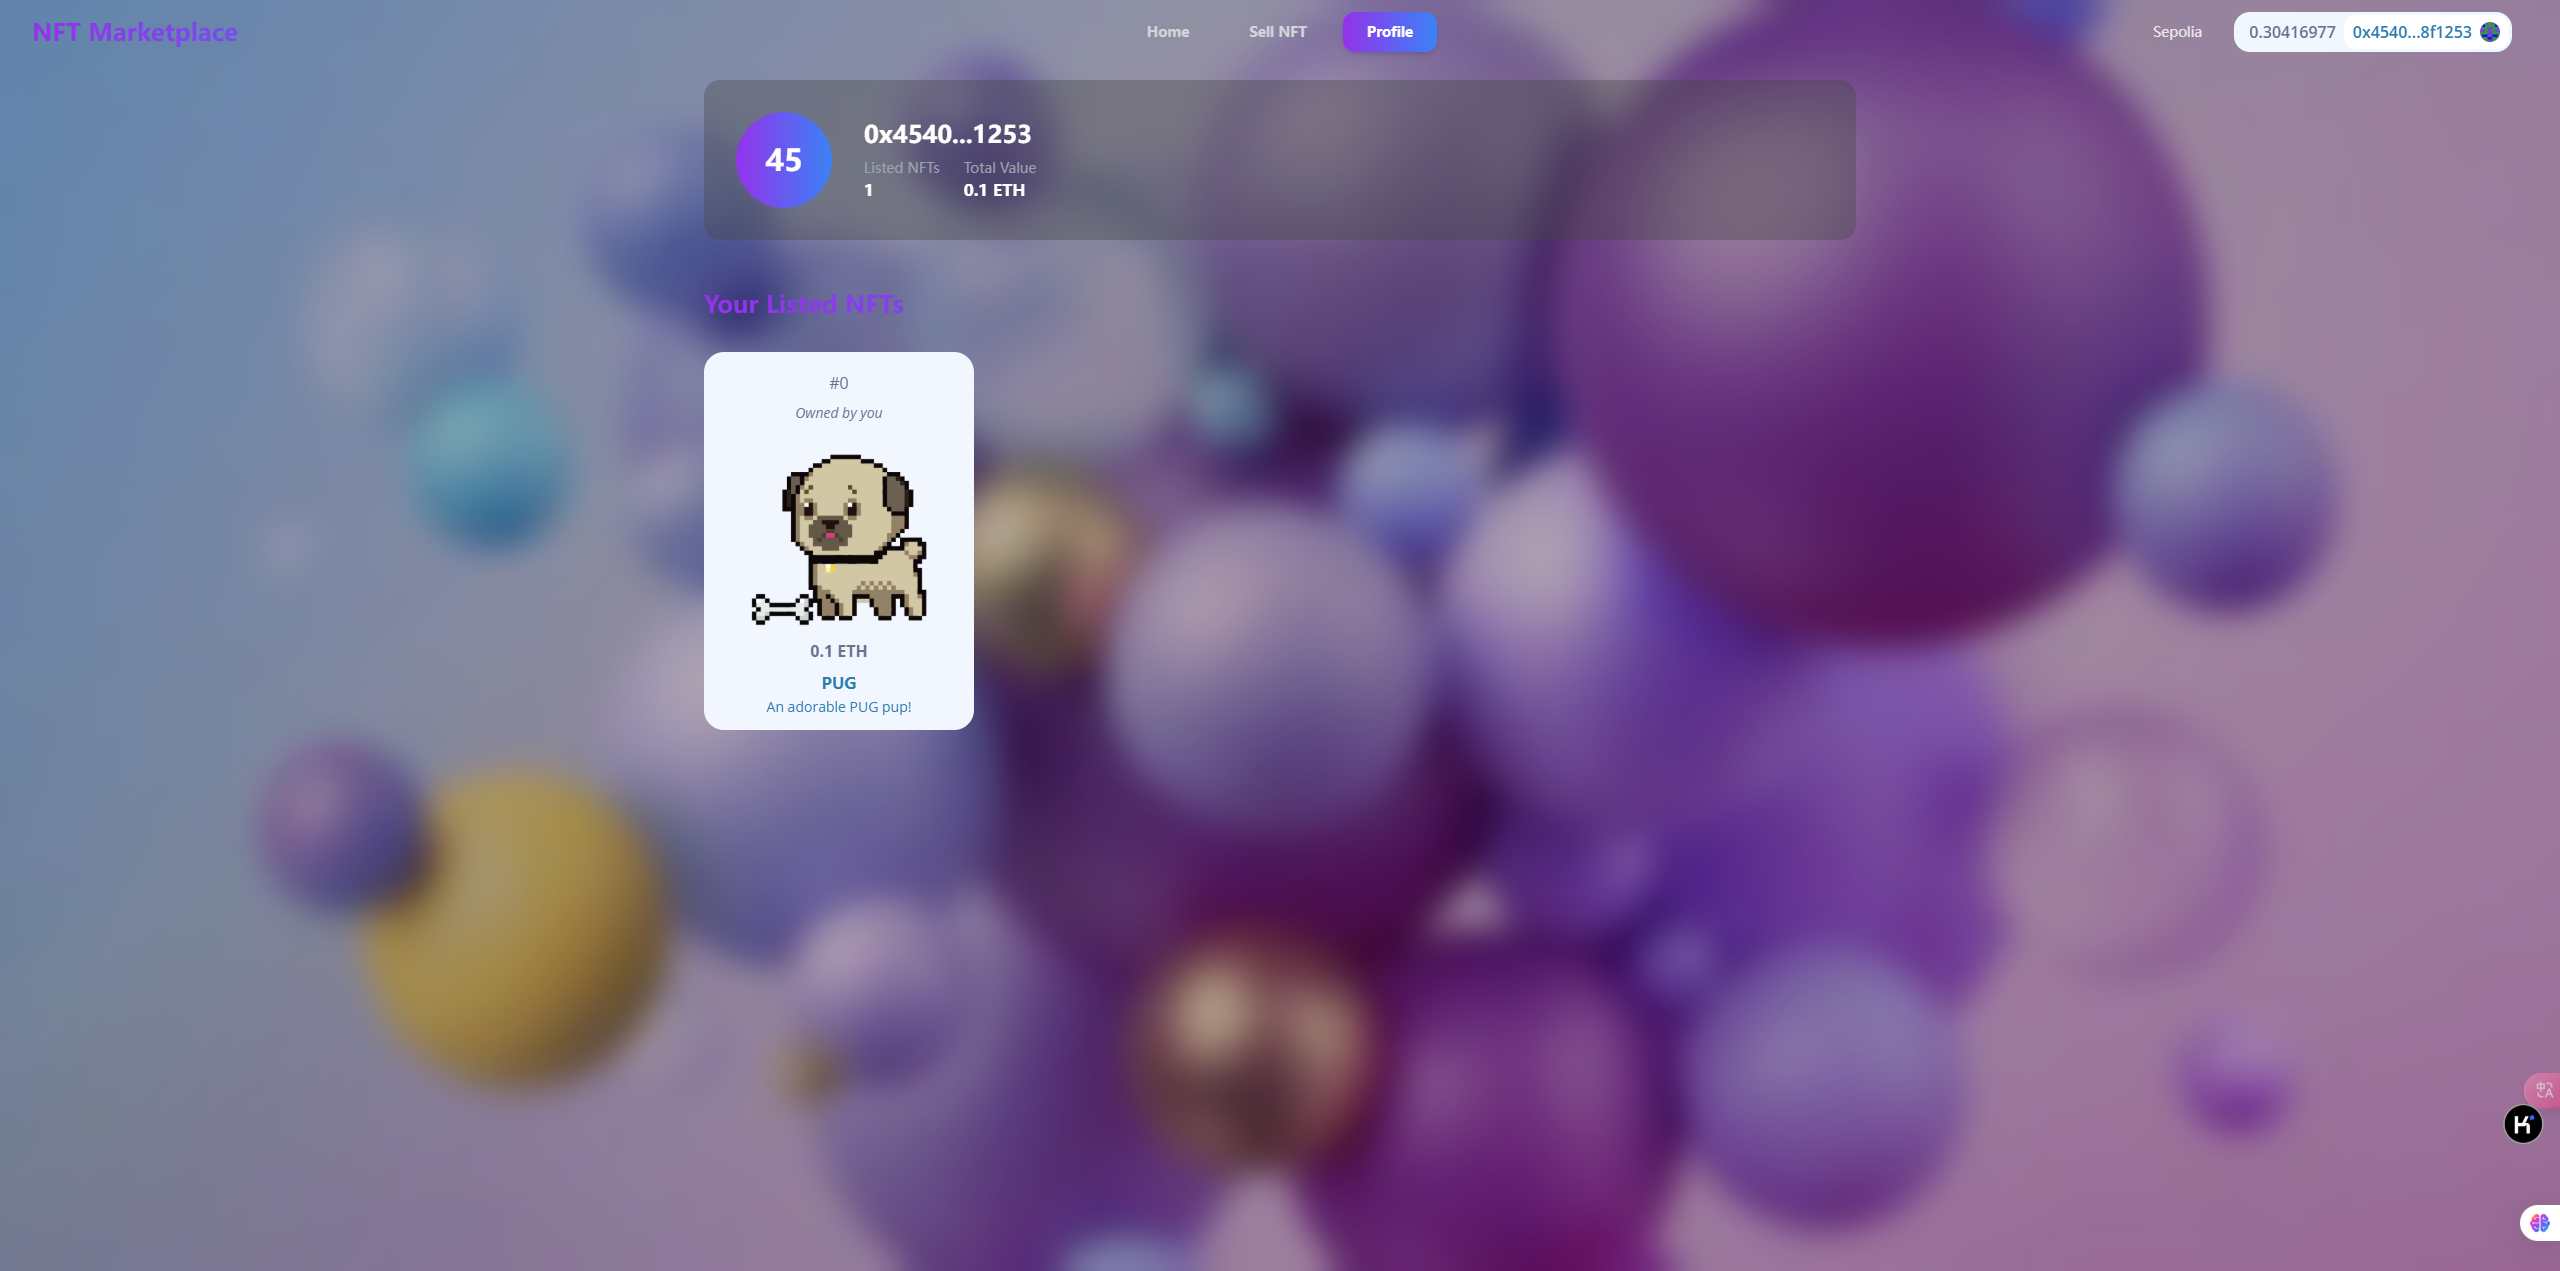 NFT Marketplace
Home
Sell NFT
Profile
Sepolia
0.30416977
0x4540...8f1253
45
0x4540...1253
Listed NFTs
Total Value
1
0.1 ETH
Your Listed NFTs
#0
Owned by you
0.1 ETH
PUG
An adorable PUG pup!
中
A
K